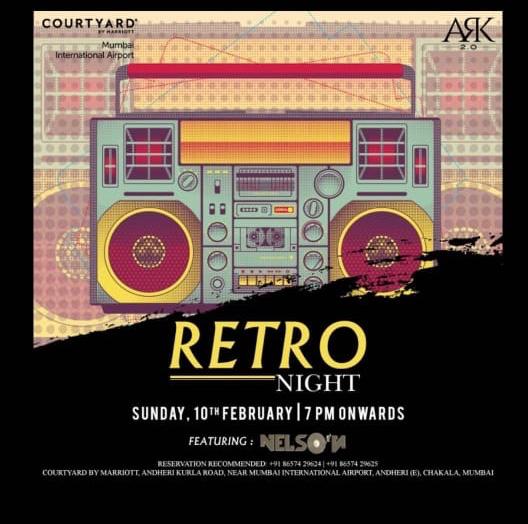 COURTYARD®
BY MARRIOTT
Mumbai
International Airport
ARK
2.0
RETRO
NIGHT
SUNDAY, 10TH FEBRUARY | 7 PM ONWARDS
FEATURING : NELSO'N
RESERVATION RECOMMENDED: +91 86574 29624 | +91 86574 29625
COURTYARD BY MARRIOTT, ANDHERI KURLA ROAD, NEAR MUMBAI INTERNATIONAL AIRPORT, ANDHERI (E), CHAKALA, MUMBAI